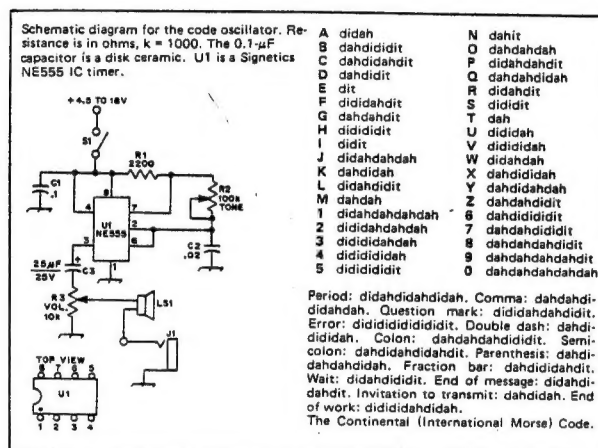 Schematic diagram for the code oscillator. Re-
sistance is in ohms, k = 1000. The 0.1-µF
capacitor is a disk ceramic. U1 is a Signetics
NE555 IC timer.
+4.5 TO 18V
S1
R1
2200
C1
.1
8
4
7
R2
100k
TONE
U1
NE555
2
6
3
1
C2
.02
25µF
25V
+
C3
R3
VOL.
10k
LS1
J1
TOP VIEW
8 7 6 5
U1
1 2 3 4
A didah
B dahdididit
C dahdidahdit
D dahdidit
E dit
F dididahdit
G dahdahdit
H didididit
I didit
J didahdahdah
K dahdidah
L didahdidit
M dahdah
1 didahdahdahdah
2 dididahdahdah
3 didididahdah
4 dididididah
5 dididididit
N dahit
O dahdahdah
P didahdahdit
Q dahdahdidah
R didahdit
S dididit
T dah
U dididah
V didididah
W didahdah
X dahdididah
Y dahdidahdah
Z dahdahdidit
6 dahdidididit
7 dahdahdididit
8 dahdahdahdidit
9 dahdahdahdahdit
0 dahdahdahdahdah
Period: didahdidahdidah. Comma: dahdahdi-
didahdah. Question mark: dididahdahdidit.
Error: didididididididit. Double dash: dahdi-
dididah. Colon: dahdahdahdididit. Semi-
colon: dahdidahdidahdit. Parenthesis: dahdi-
dahdahdidah. Fraction bar: dahdididahdit.
Wait: didahdididit. End of message: didahdi-
dahdit. Invitation to transmit: dahdidah. End
of work: didididahdidah.
The Continental (International Morse) Code.